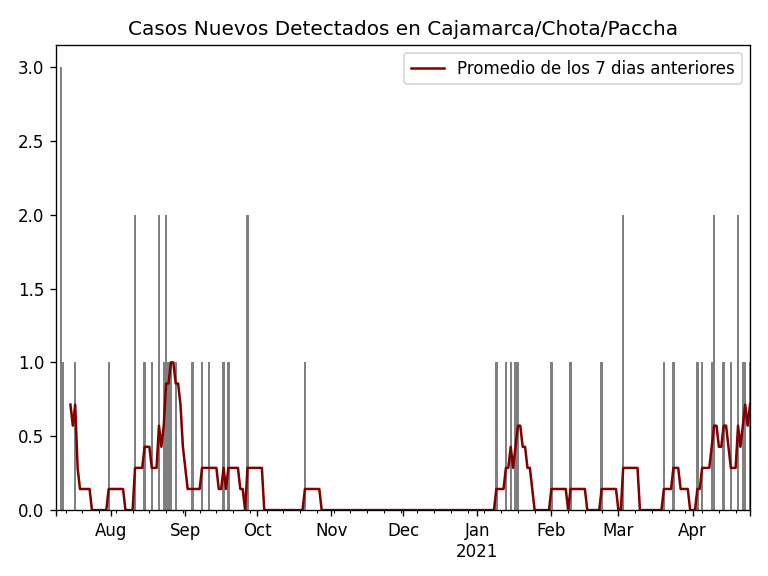 Casos Nuevos Detectados en Cajamarca/Chota/Paccha
Promedio de los 7 dias anteriores
3.0
2.5
2.0
1.5
1.0
0.5
0.0
Aug Sep Oct Nov Dec Jan Feb Mar Apr
2021